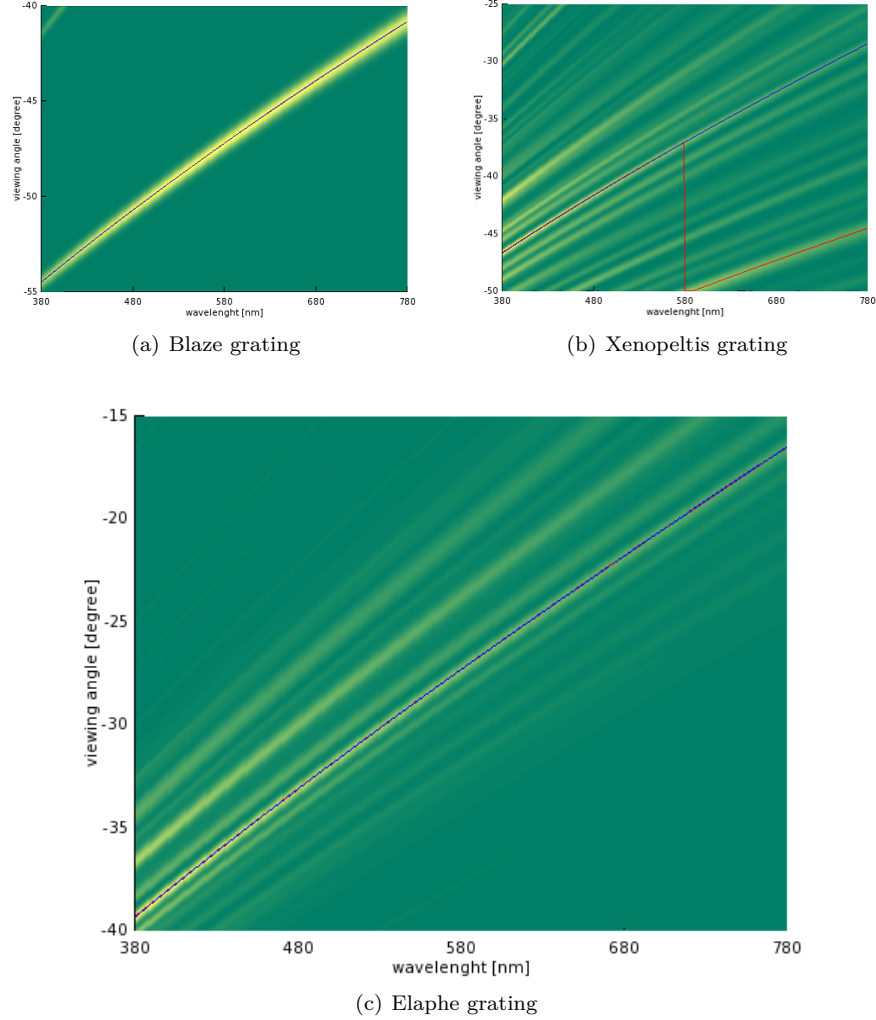 -40
-45
-50
-55
viewing angle [degree]
380 480 580 680 780
wavelenght [nm]
(a) Blaze grating
-25
-30
-35
-40
-45
-50
viewing angle [degree]
380 480 580 680 780
wavelenght [nm]
(b) Xenopeltis grating
-15
-20
-25
-30
-35
-40
viewing angle [degree]
380 480 580 680 780
wavelenght [nm]
(c) Elaphe grating